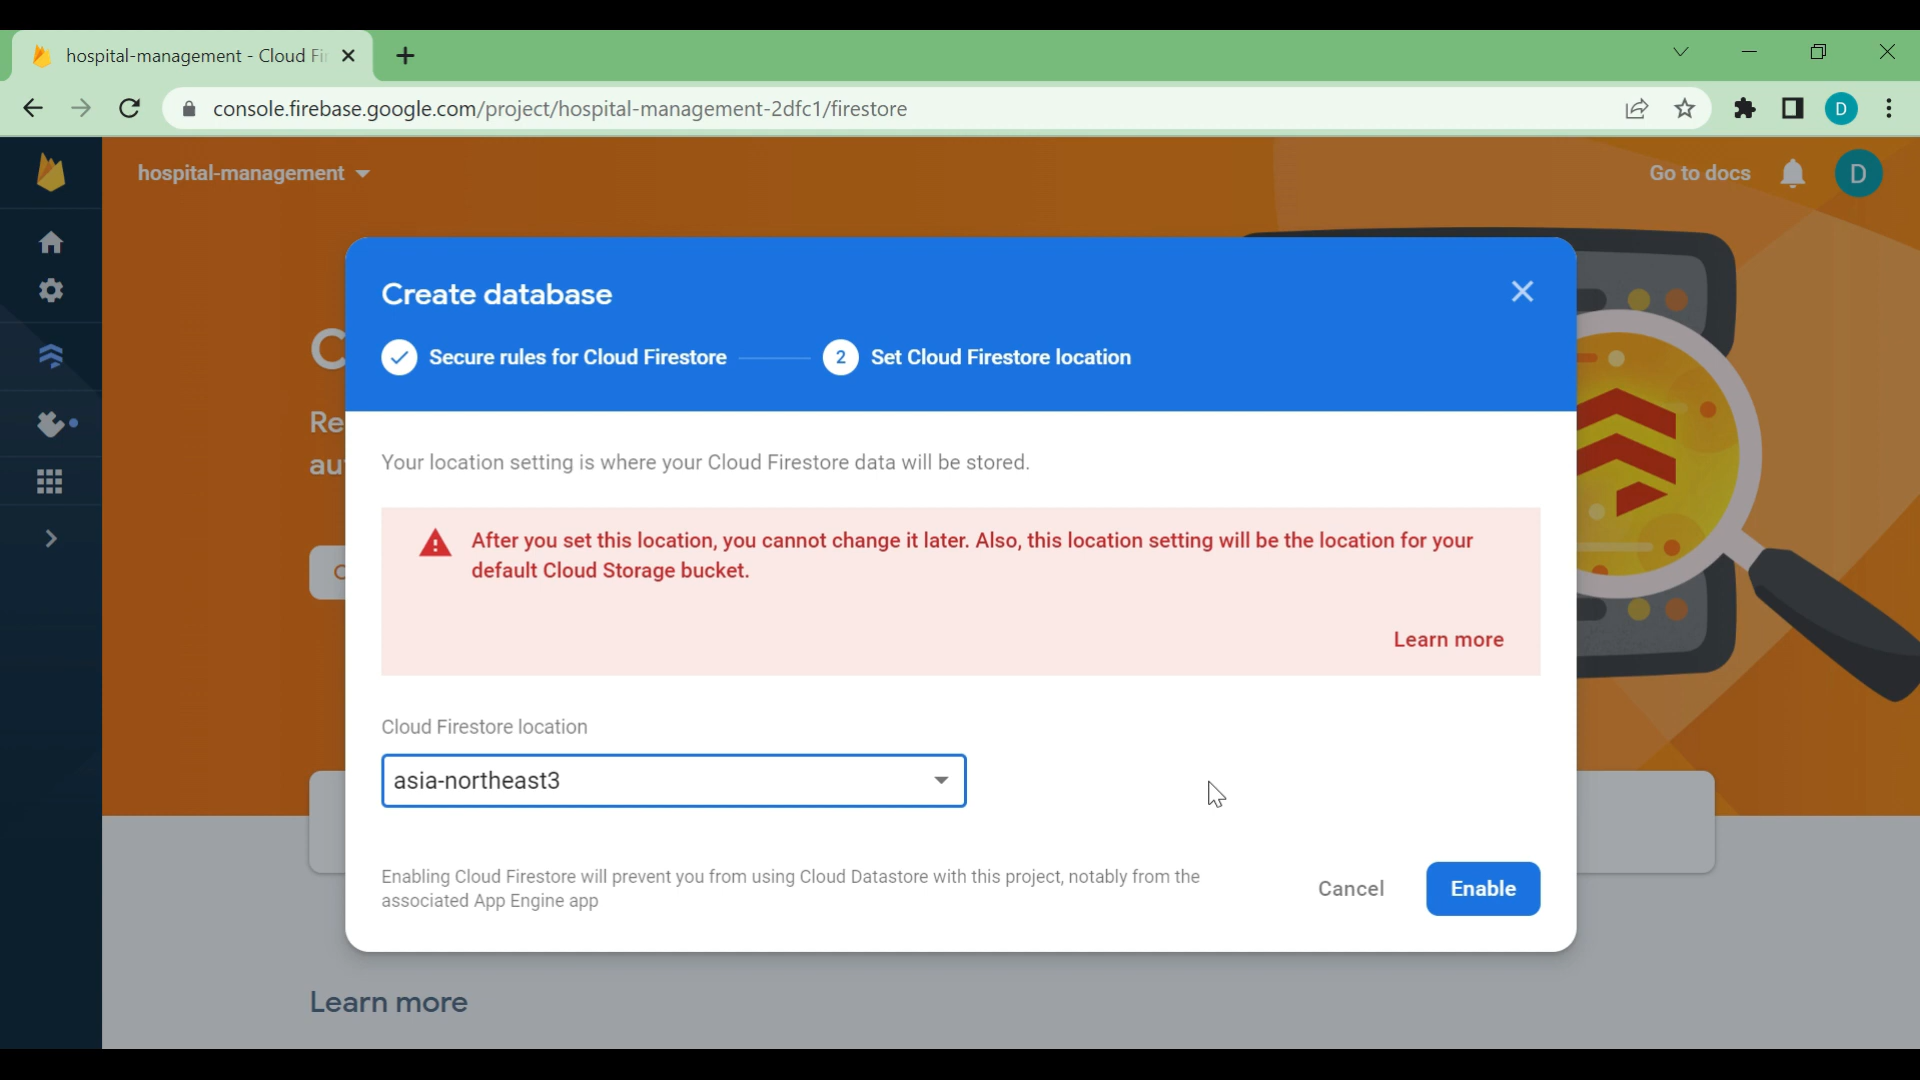 hospital-management - Cloud Fi
console.firebase.google.com/project/hospital-management-2dfc1/firestore
D
hospital-management
Go to docs
D
Create database
Secure rules for Cloud Firestore
2
Set Cloud Firestore location
C
Re
au
Your location setting is where your Cloud Firestore data will be stored.
After you set this location, you cannot change it later. Also, this location setting will be the location for your
default Cloud Storage bucket.
C
Learn more
Cloud Firestore location
asia-northeast3
Enabling Cloud Firestore will prevent you from using Cloud Datastore with this project, notably from the
associated App Engine app
Cancel
Enable
Learn more